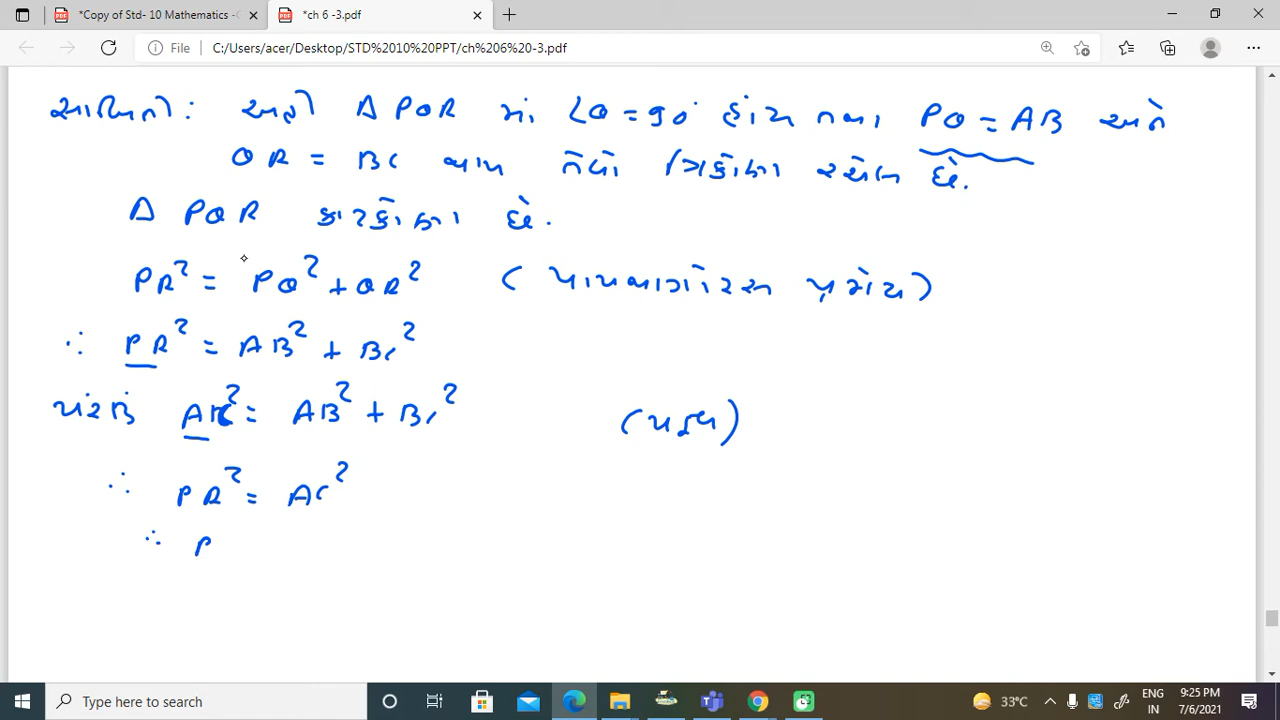 *Copy of Std- 10 Mathematics -
*ch 6 -3.pdf
File C:/Users/acer/Desktop/STD%2010%20PPT/ch%206%20-3.pdf
સાબિતી : અહીં Δ PQR માં ∠Q = 90° હોય તથા PQ = AB અને
QR = BC થાય તેવો ત્રિકોણ રચેલ છે.
Δ PQR કાટકોણ છે.
PR² = PQ² + QR² ( પાયથાગોરસ પ્રમેય )
∴ PR² = AB² + BC²
પરંતુ AC² = AB² + BC² (પક્ષ)
∴ PR² = AC²
∴ P
Type here to search
33°C
ENG
IN
9:25 PM
7/6/2021